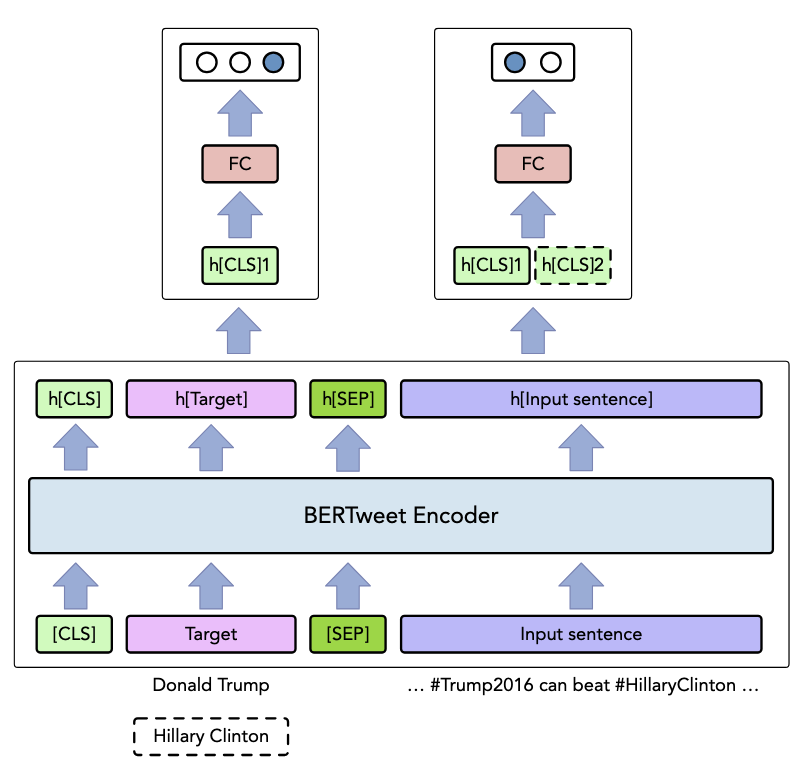 FC
FC
h[CLS]1
h[CLS]1
h[CLS]2
h[CLS]
h[Target]
h[SEP]
h[Input sentence]
BERTweet Encoder
[CLS]
Target
[SEP]
Input sentence
Donald Trump
... #Trump2016 can beat #HillaryClinton ...
Hillary Clinton